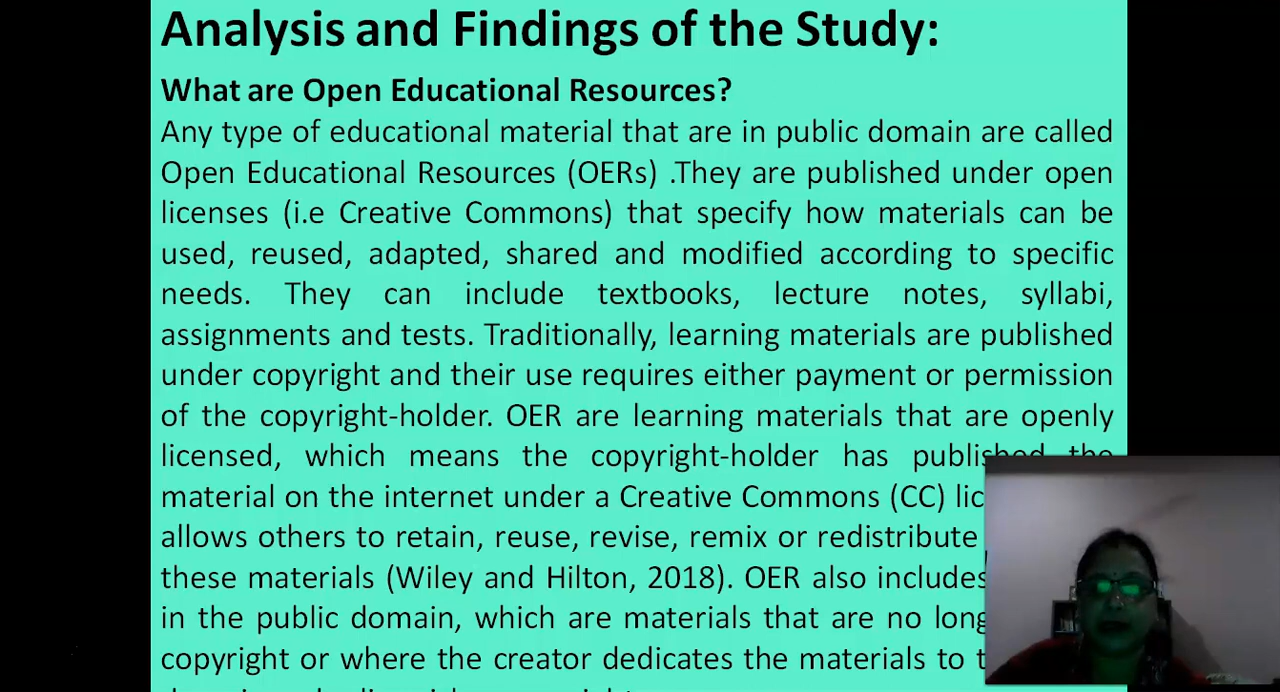 Analysis and Findings of the Study:
What are Open Educational Resources?
Any type of educational material that are in public domain are called
Open Educational Resources (OERs) .They are published under open
licenses (i.e Creative Commons) that specify how materials can be
used, reused, adapted, shared and modified according to specific
needs. They can include textbooks, lecture notes, syllabi,
assignments and tests. Traditionally, learning materials are published
under copyright and their use requires either payment or permission
of the copyright-holder. OER are learning materials that are openly
licensed, which means the copyright-holder has published the
material on the internet under a Creative Commons (CC)
allows others to retain, reuse, revise, remix or redistribute
these materials (Wiley and Hilton, 2018). OER also includes
in the public domain, which are materials that are no
copyright or where the creator dedicates the materials to